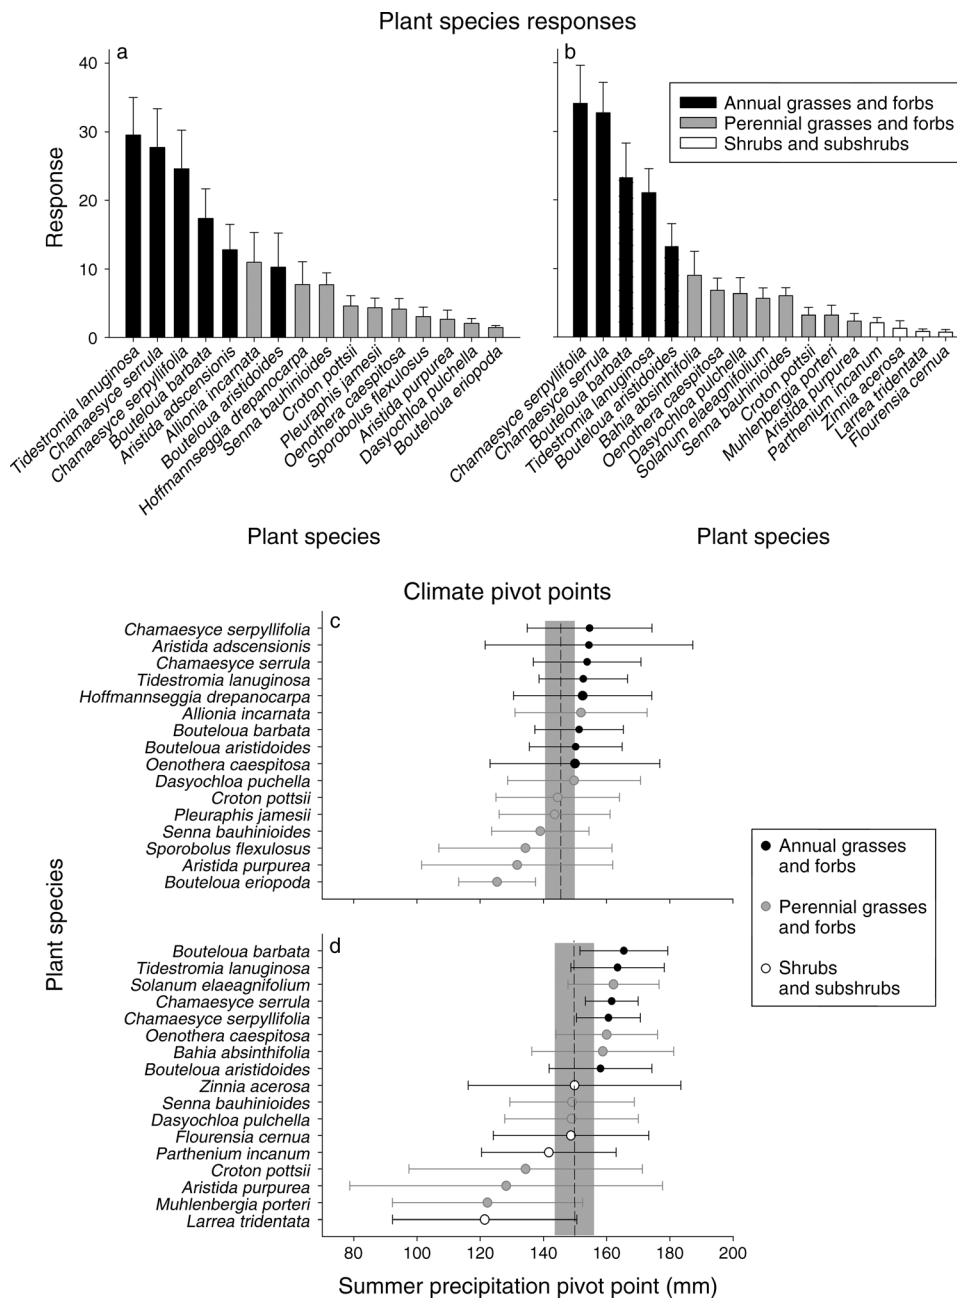 Plant species responses
a
b
40
30
20
10
0
Response
Annual grasses and forbs
Perennial grasses and forbs
Shrubs and subshrubs
Tidestromia lanuginosa
Chamaesyce serrula
Chamaesyce serpyllifolia
Bouteloua barbata
Aristida adscensionis
Allionia incarnata
Bouteloua aristidoides
Hoffmannseggia drepanocarpa
Senna bauhinioides
Croton pottsii
Pleuraphis jamesii
Oenothera caespitosa
Sporobolus flexulosus
Aristida purpurea
Dasyochloa pulchella
Bouteloua eriopoda
Chamaesyce serpyllifolia
Chamaesyce serrula
Bouteloua barbata
Tidestromia lanuginosa
Bouteloua aristidoides
Bahia absinthifilia
Oenothera caespitosa
Dasyochloa pulchella
Solanum elaeagnifolium
Senna bauhinoides
Croton pottsii
Muhlenbergia porteri
Aristida purpurea
Parthenium incanum
Zinnia acerosa
Larrea tridentata
Flourensia cernua
Plant species
Plant species
Climate pivot points
c
Chamaesyce serpyllifolia
Aristida adscensionis
Chamaesyce serrula
Tidestromia lanuginosa
Hoffmannseggia drepanocarpa
Allionia incarnata
Bouteloua barbata
Bouteloua aristidoides
Oenothera caespitosa
Dasyochloa puchella
Croton pottsii
Pleuraphis jamesii
Senna bauhinioides
Sporobolus flexulosus
Aristida purpurea
Bouteloua eriopoda
Plant species
d
Bouteloua barbata
Tidestromia lanuginosa
Solanum elaeagnifolium
Chamaesyce serrula
Chamaesyce serpyllifolia
Oenothera caespitosa
Bahia absinthifolia
Bouteloua aristidoides
Zinnia acerosa
Senna bauhinioides
Dasyochloa pulchella
Flourensia cernua
Parthenium incanum
Croton pottsii
Aristida purpurea
Muhlenbergia porteri
Larrea tridentata
Annual grasses
and forbs
Perennial grasses
and forbs
Shrubs
and subshrubs
80 100 120 140 160 180 200
Summer precipitation pivot point (mm)